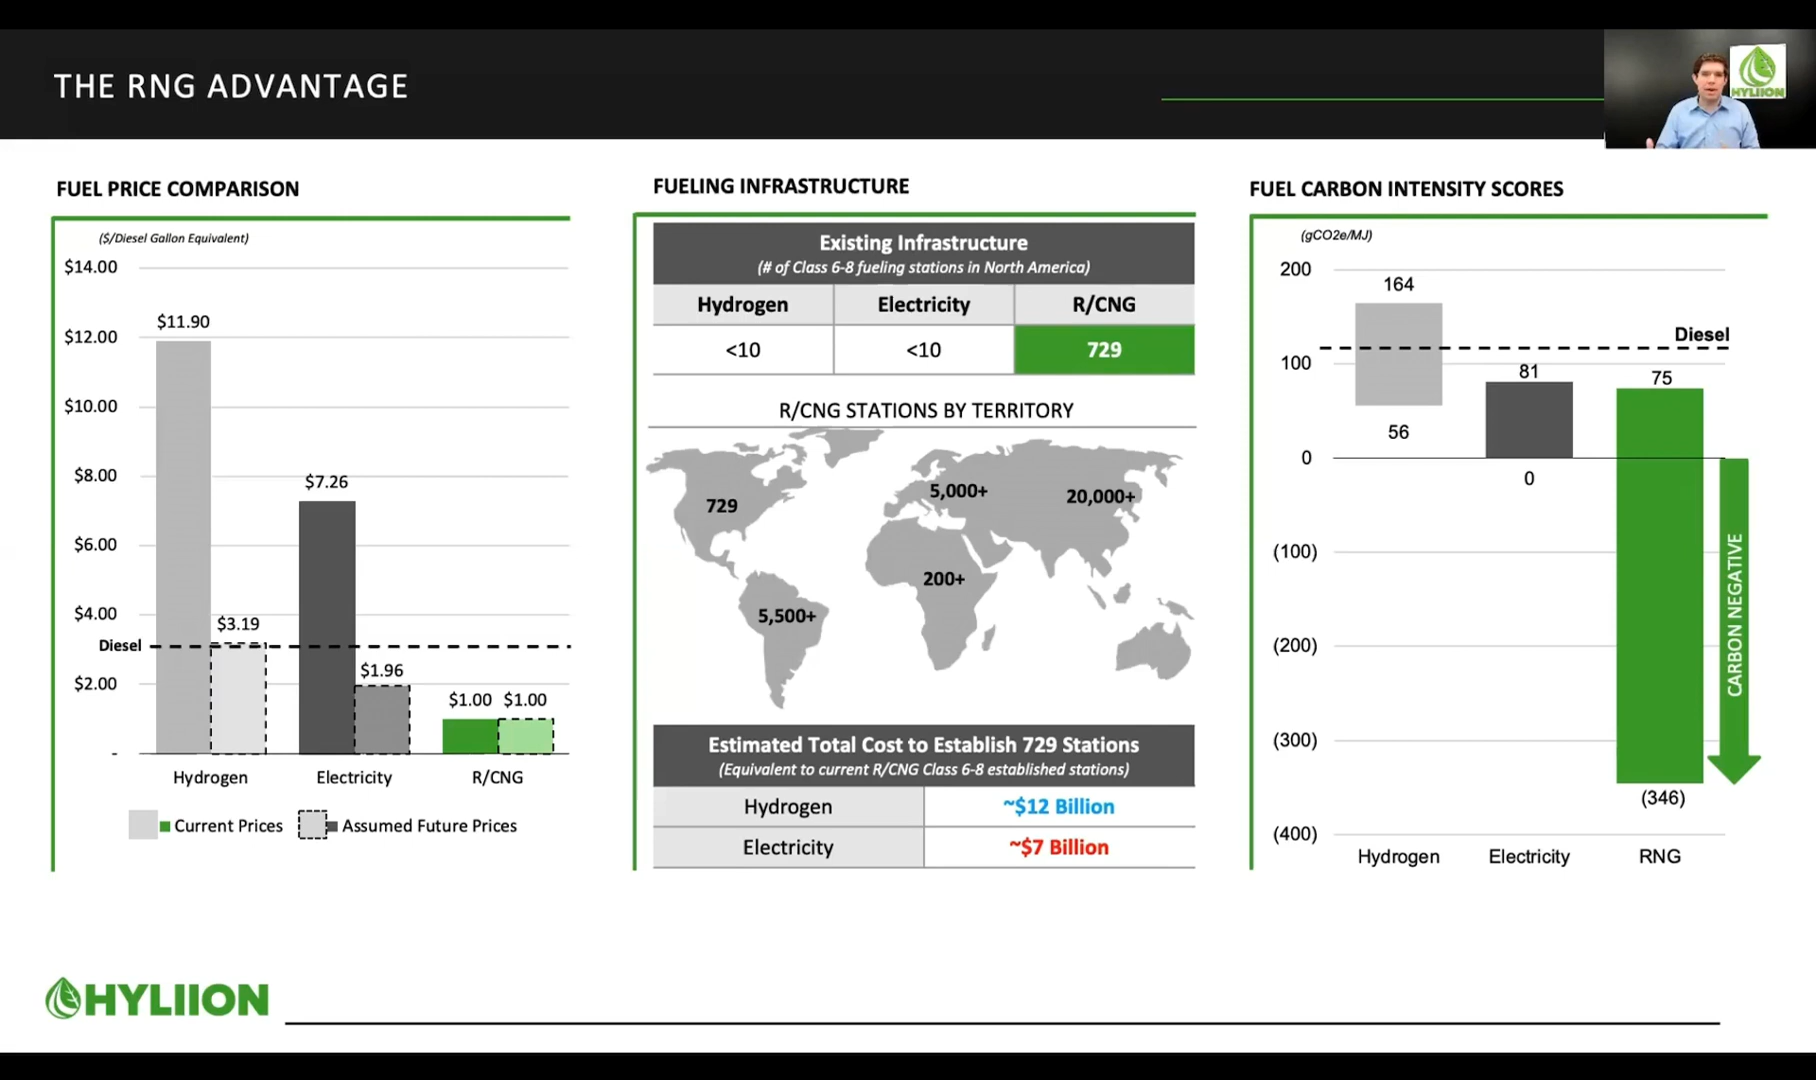 THE RNG ADVANTAGE
HYLIION
FUEL PRICE COMPARISON
($/Diesel Gallon Equivalent)
$14.00
$12.00
$10.00
$8.00
$6.00
$4.00
Diesel
$2.00
-
$11.90
$3.19
$7.26
$1.96
$1.00 $1.00
Hydrogen Electricity R/CNG
Current Prices Assumed Future Prices
FUELING INFRASTRUCTURE
Existing Infrastructure
(# of Class 6-8 fueling stations in North America)
Hydrogen Electricity R/CNG
<10 <10 729
R/CNG STATIONS BY TERRITORY
729
5,000+
20,000+
200+
5,500+
Estimated Total Cost to Establish 729 Stations
(Equivalent to current R/CNG Class 6-8 established stations)
Hydrogen ~$12 Billion
Electricity ~$7 Billion
FUEL CARBON INTENSITY SCORES
(gCO2e/MJ)
200
100
0
(100)
(200)
(300)
(400)
164
56
Diesel
81
0
75
(346)
CARBON NEGATIVE
Hydrogen Electricity RNG
HYLIION